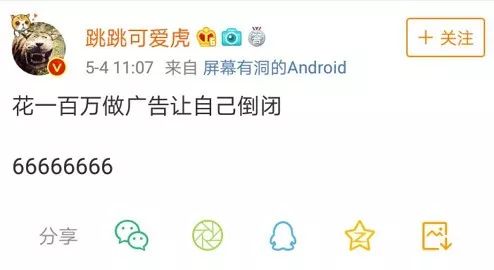 跳跳可爱虎
+ 关注
5-4 11:07 来自 屏幕有洞的Android
花一百万做广告让自己倒闭
66666666
分享